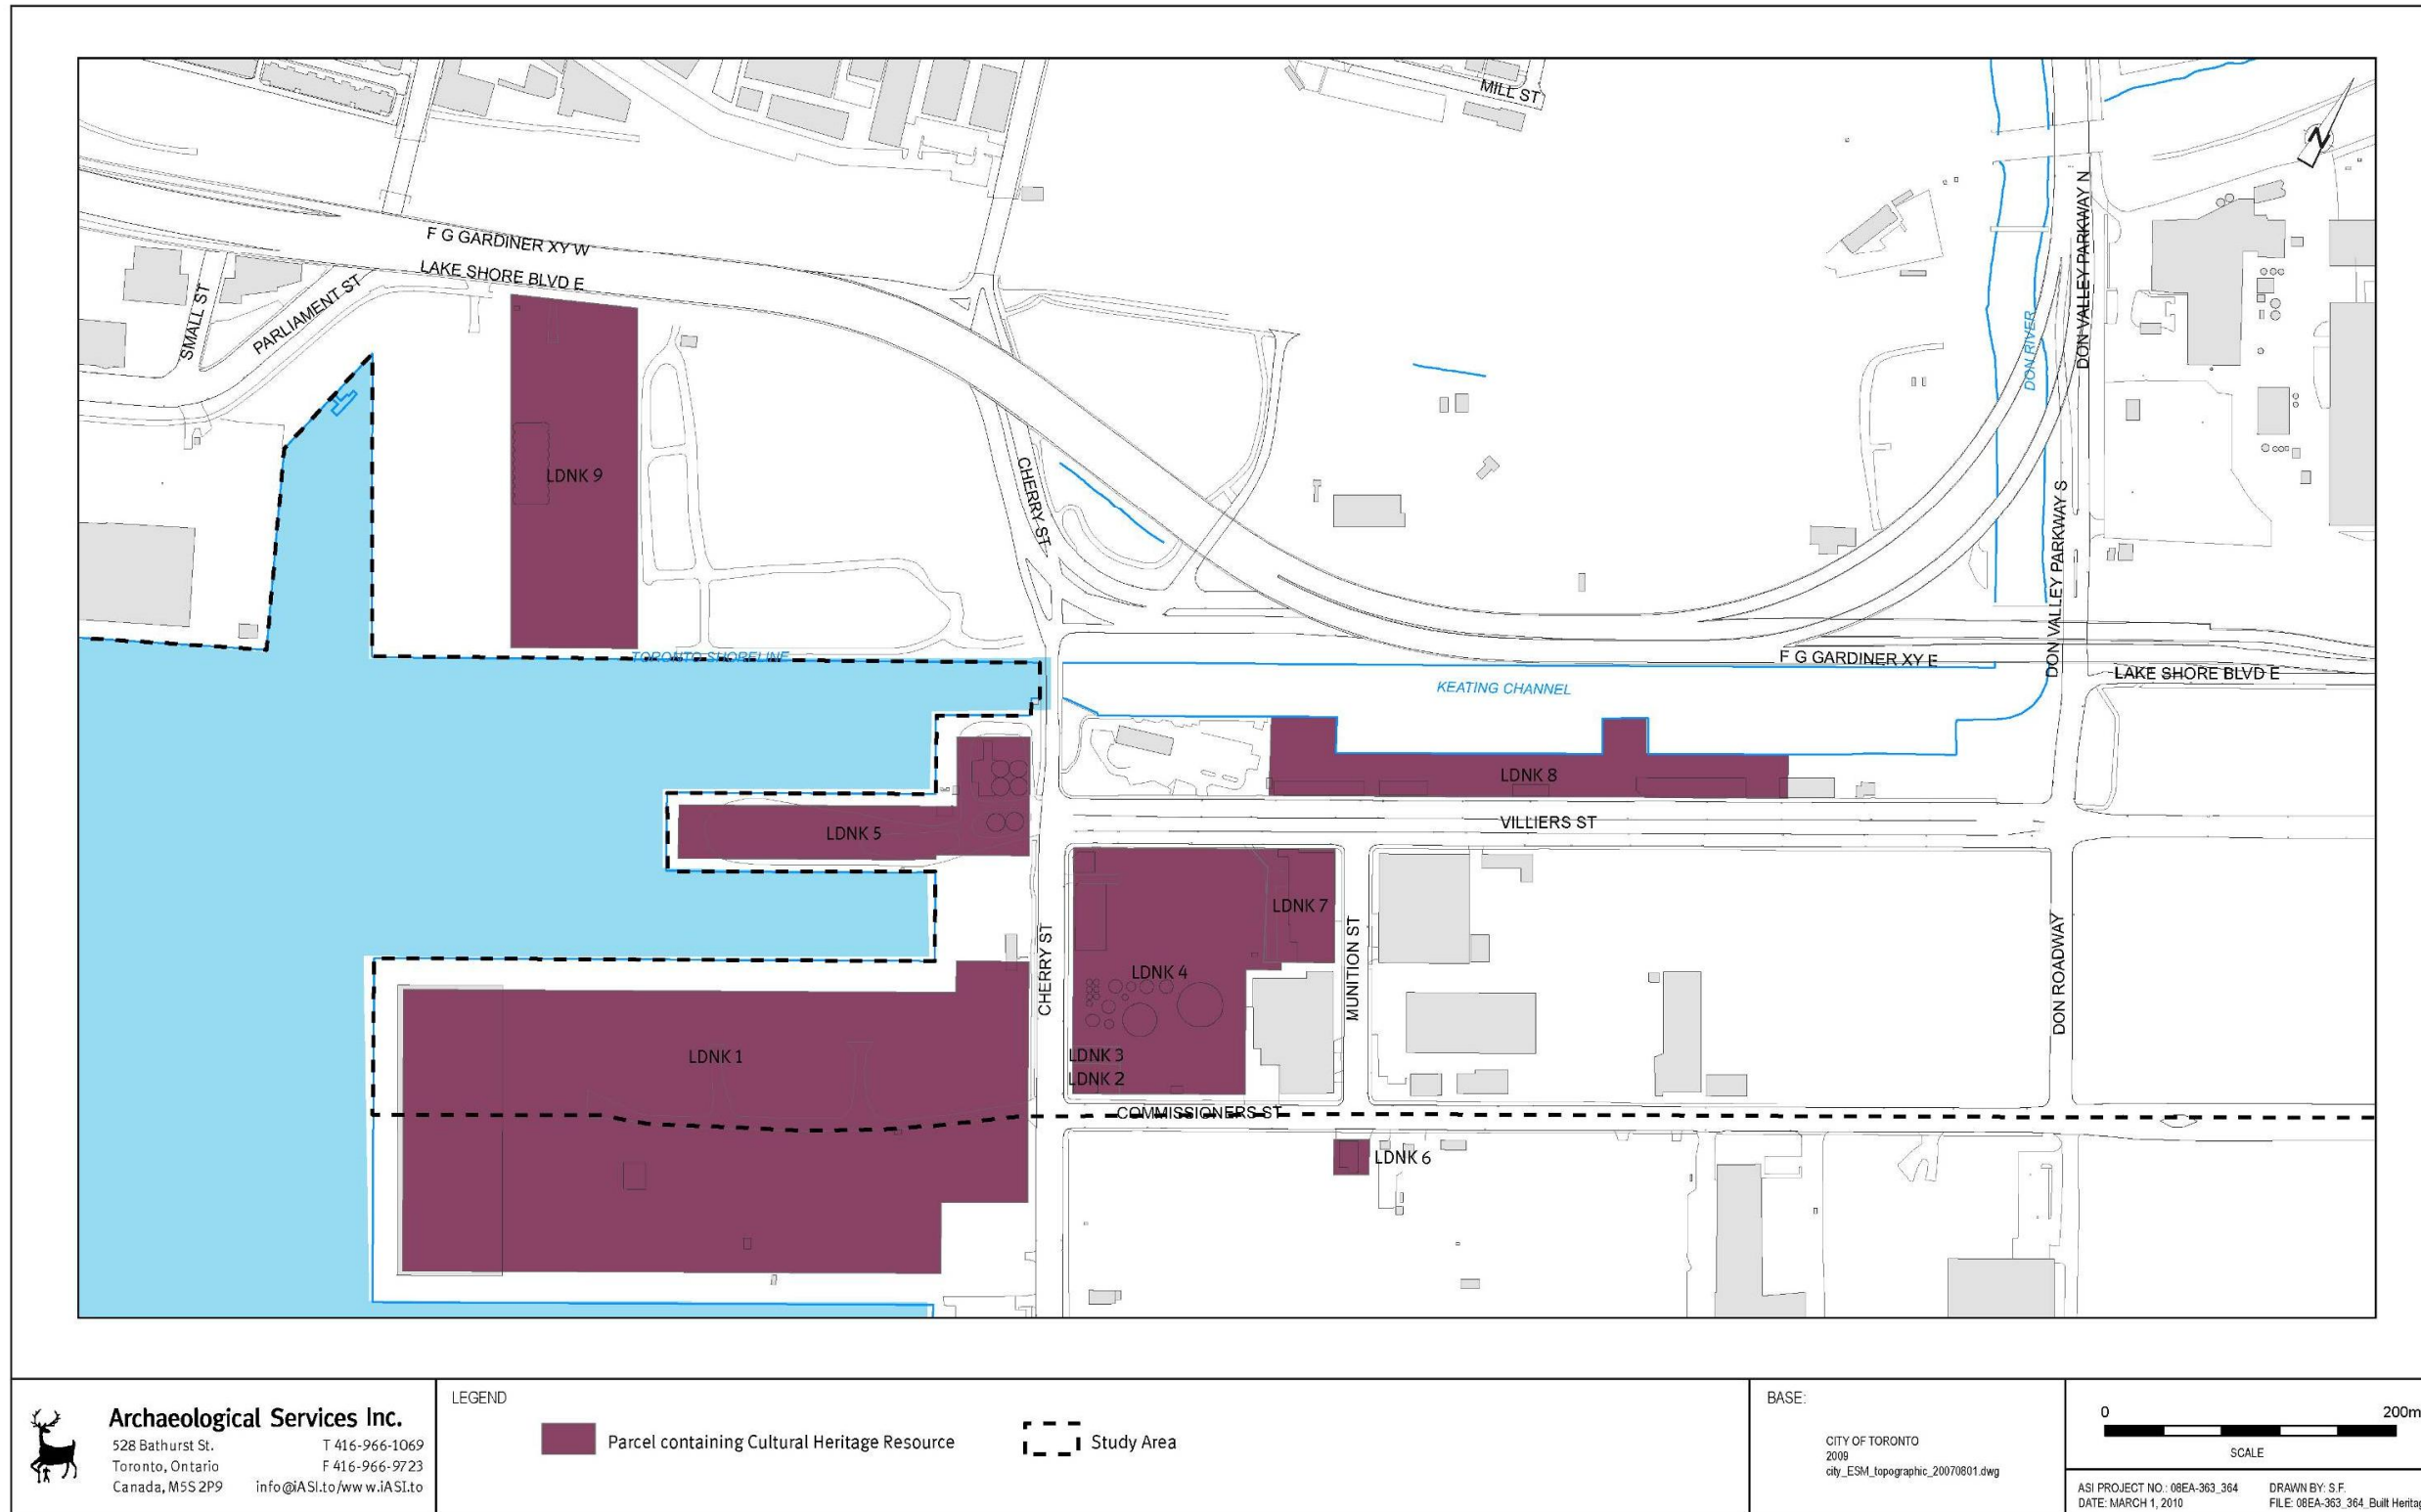 MILL ST
N
F G GARDINER XY W
LAKE SHORE BLVD E
SMALL ST
PARLIAMENT ST
DON VALLEY PARKWAY N
DON RIVER
LDNK 9
CHERRY ST
DON VALLEY PARKWAY S
TORONTO SHORELINE
F G GARDINER XY E
LAKE SHORE BLVD E
KEATING CHANNEL
LDNK 8
VILLIERS ST
LDNK 5
LDNK 7
LDNK 4
CHERRY ST
MUNITION ST
DON ROADWAY
LDNK 1
LDNK 3
LDNK 2
COMMISSIONERS ST
LDNK 6
Archaeological Services Inc.
528 Bathurst St. T 416-966-1069
Toronto, Ontario F 416-966-9723
Canada, M5S 2P9 info@iASI.to/www.iASI.to
LEGEND
Parcel containing Cultural Heritage Resource
Study Area
BASE:
CITY OF TORONTO
2009
city_ESM_topographic_20070801.dwg
0 200m
SCALE
ASI PROJECT NO.: 08EA-363_364 DRAWN BY: S.F.
DATE: MARCH 1, 2010 FILE: 08EA-363_364_Built Heritag